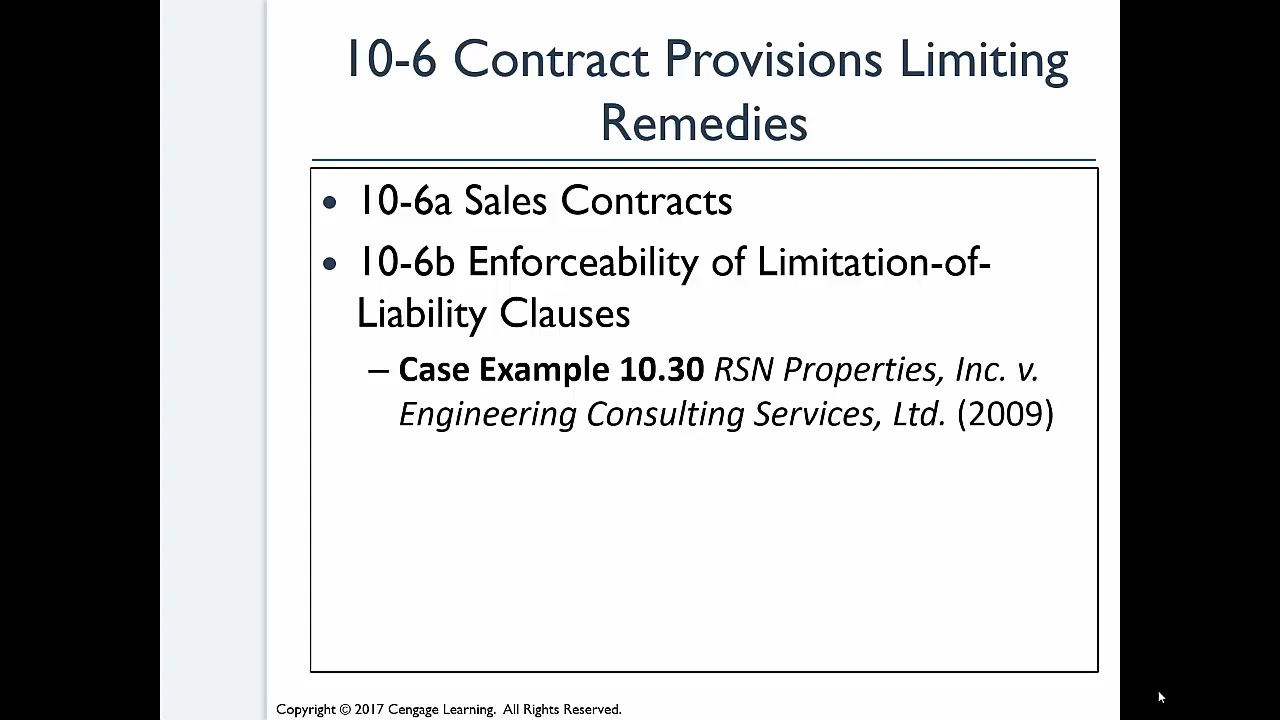 10-6 Contract Provisions Limiting
Remedies
• 10-6a Sales Contracts
• 10-6b Enforceability of Limitation-of-
Liability Clauses
– Case Example 10.30 RSN Properties, Inc. v.
Engineering Consulting Services, Ltd. (2009)
Copyright © 2017 Cengage Learning. All Rights Reserved.